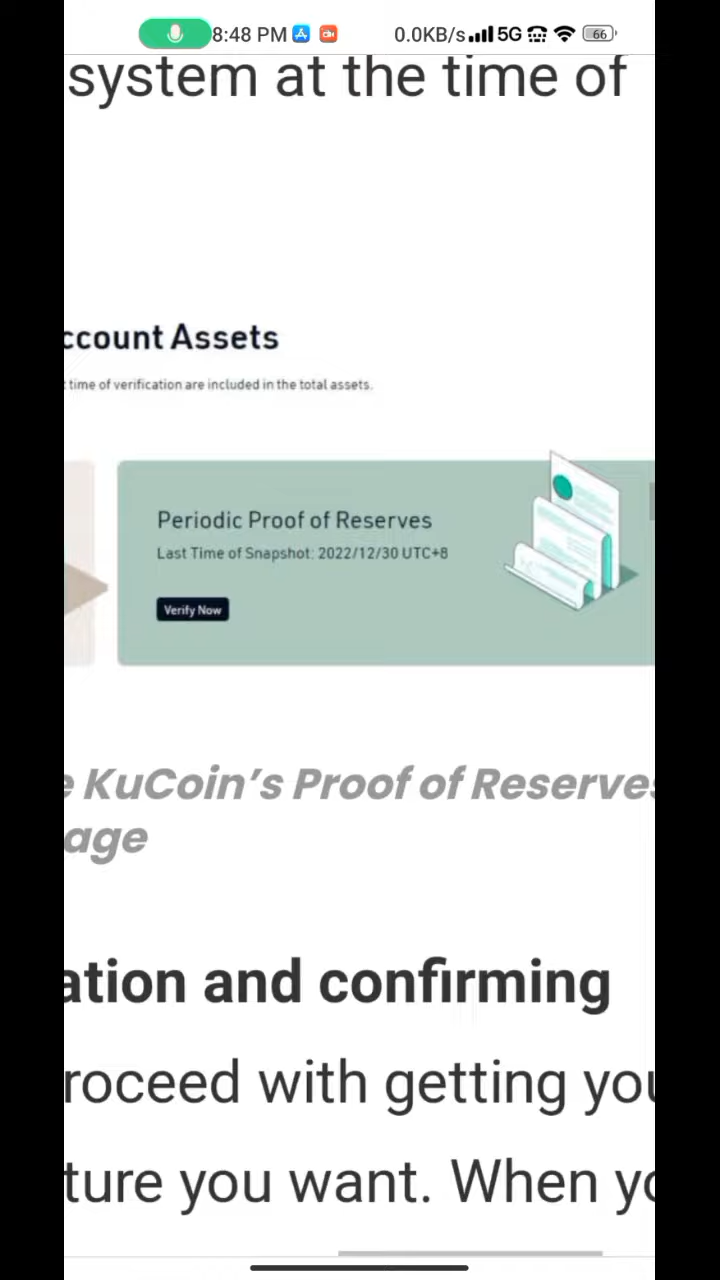 8:48 PM 0.0KB/s 5G 66
system at the time of
ccount Assets
time of verification are included in the total assets.
Periodic Proof of Reserves
Last Time of Snapshot: 2022/12/30 UTC+8
Verify Now
e KuCoin’s Proof of Reserves
age
ation and confirming
roceed with getting you
ture you want. When yo